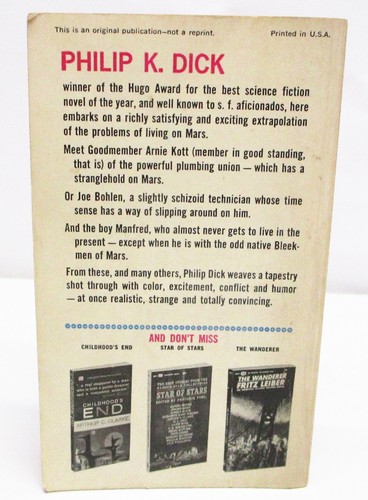 This is an original publication—not a reprint. Printed in U.S.A.
PHILIP K. DICK
winner of the Hugo Award for the best science fiction
novel of the year, and well known to s. f. aficionados, here
embarks on a richly satisfying and exciting extrapolation
of the problems of living on Mars.
Meet Goodmember Arnie Kott (member in good standing,
that is) of the powerful plumbing union — which has a
stranglehold on Mars.
Or Joe Bohlen, a slightly schizoid technician whose time
sense has a way of slipping around on him.
And the boy Manfred, who almost never gets to live in the
present — except when he is with the odd native Bleek-
men of Mars.
From these, and many others, Philip Dick weaves a tapestry
shot through with color, excitement, conflict and humor
— at once realistic, strange and totally convincing.
AND DON'T MISS
CHILDHOOD'S END STAR OF STARS THE WANDERER
CHILDHOOD'S
END
ARTHUR C. CLARKE
STAR OF STARS
THE WANDERER
FRITZ LEIBER